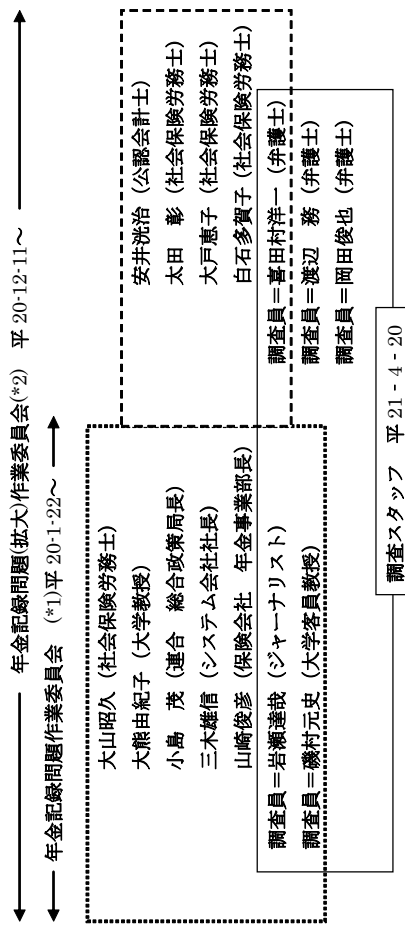 年金記録問題(拡大)作業委員会(*2) 平 20-12-11～
年金記録問題作業委員会 (*1)平 20-1-22～
大山昭久（社会保険労務士）
大熊由紀子（大学教授）
小島 茂（連合 総合政策局長）
三木雄信（システム会社社長）
山崎俊彦（保険会社 年金事業部長）
調査員＝岩瀬達哉（ジャーナリスト）
調査員＝磯村元史（大学客員教授）
安井洸治（公認会計士）
太田 彰（社会保険労務士）
大戸恵子（社会保険労務士）
白石多賀子（社会保険労務士）
調査員＝喜田村洋一（弁護士）
調査員＝渡辺 務（弁護士）
調査員＝岡田俊也（弁護士）
調査スタッフ 平 21 - 4 - 20